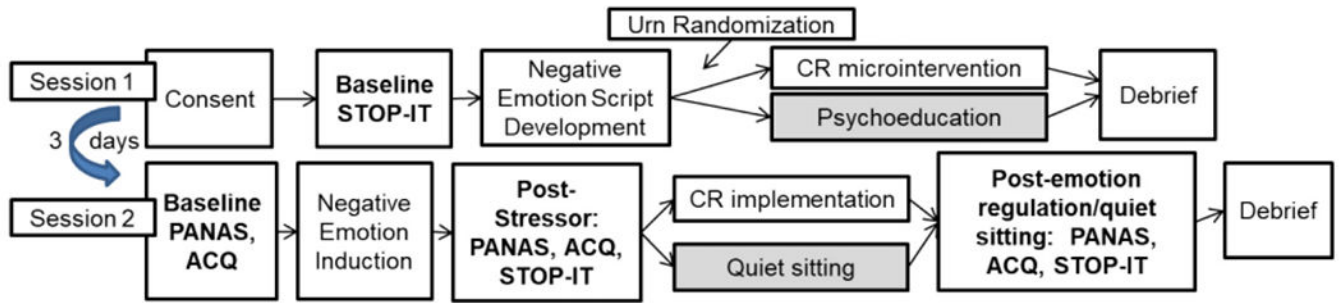 Urn Randomization
Session 1
Consent
Baseline
STOP-IT
Negative
Emotion Script
Development
CR microintervention
Psychoeducation
Debrief
3 days
Session 2
Baseline
PANAS,
ACQ
Negative
Emotion
Induction
Post-
Stressor:
PANAS, ACQ,
STOP-IT
CR implementation
Quiet sitting
Post-emotion
regulation/quiet
sitting: PANAS,
ACQ, STOP-IT
Debrief